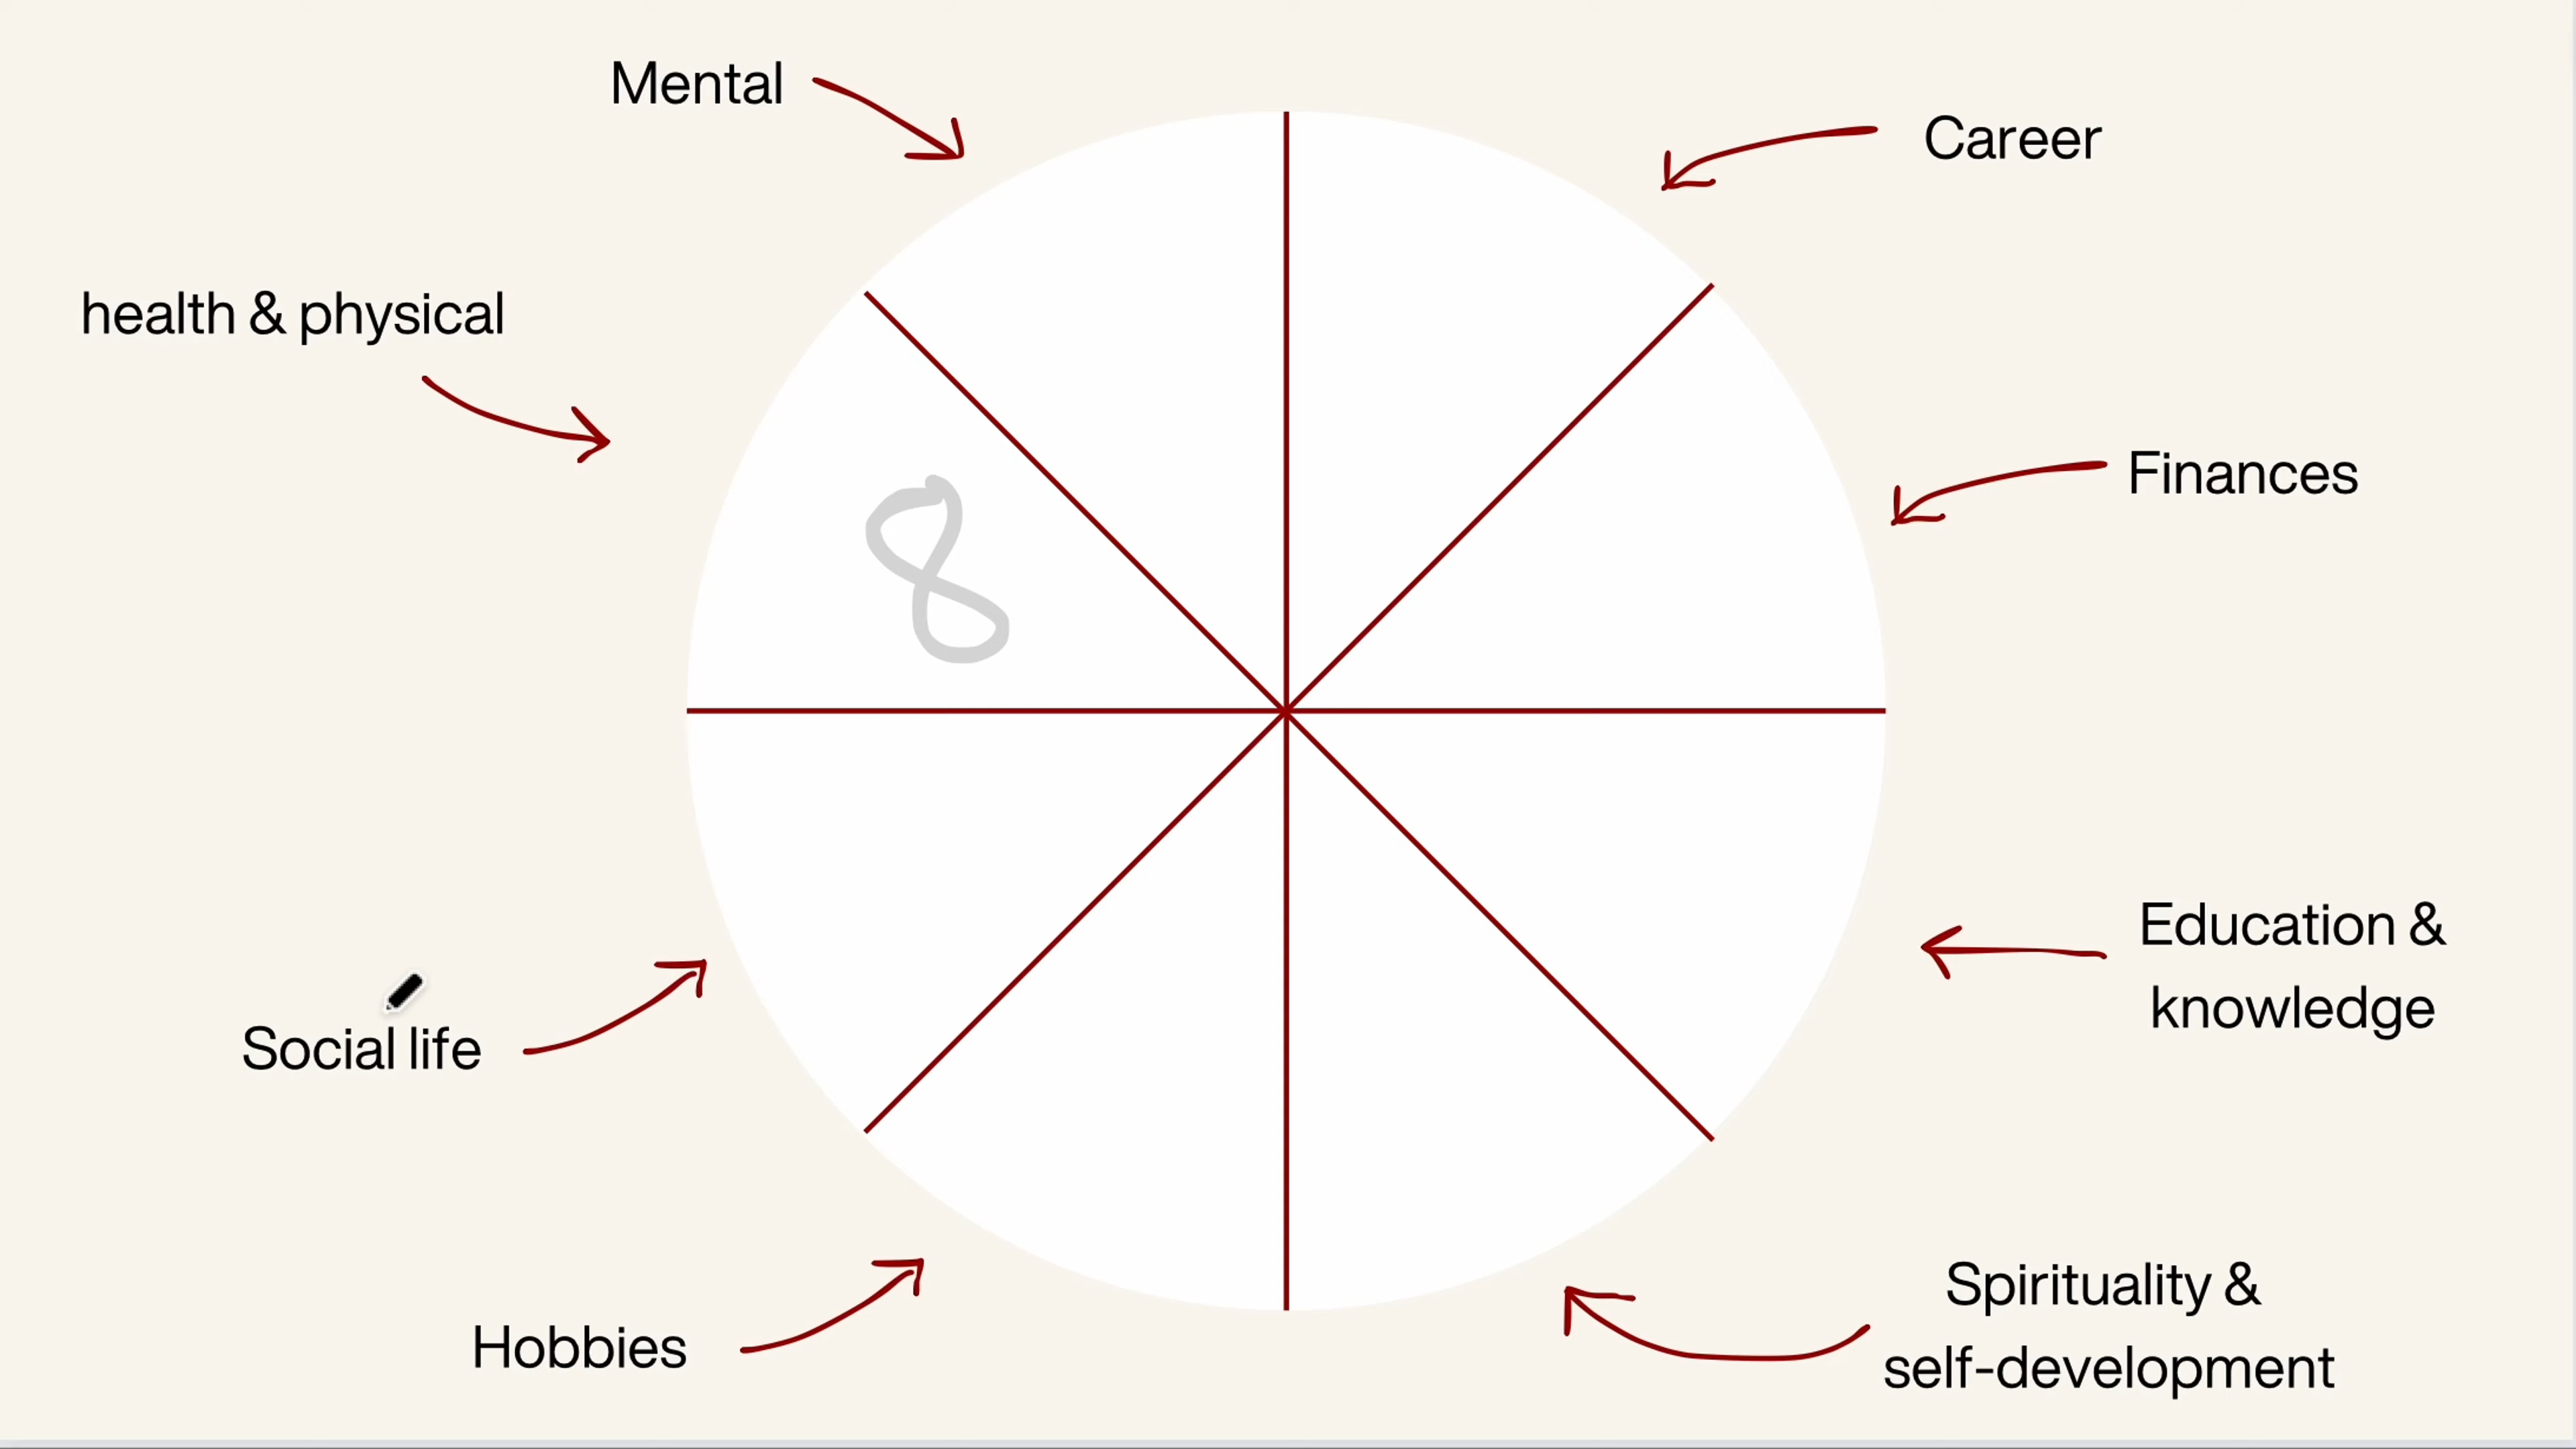 Mental
Career
health & physical
Finances
8
Education &
knowledge
Social life
Spirituality &
self-development
Hobbies